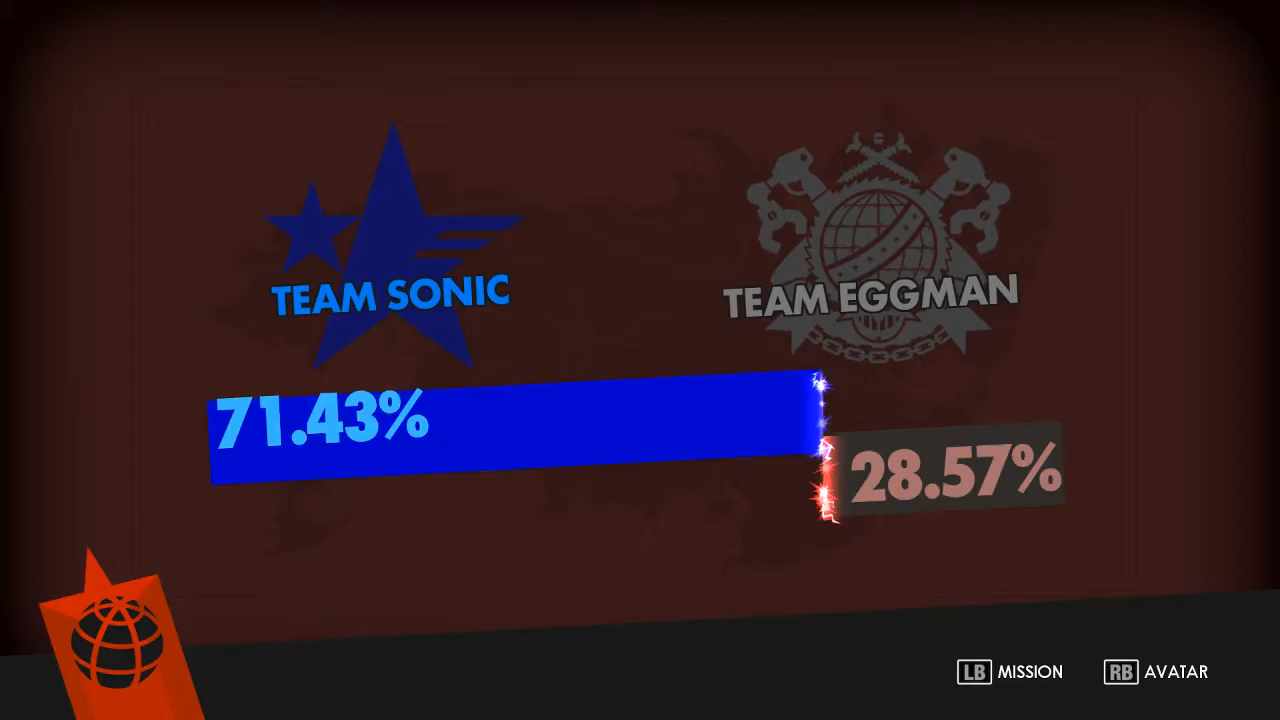 TEAM SONIC
TEAM EGGMAN
71.43%
28.57%
LB MISSION
RB AVATAR